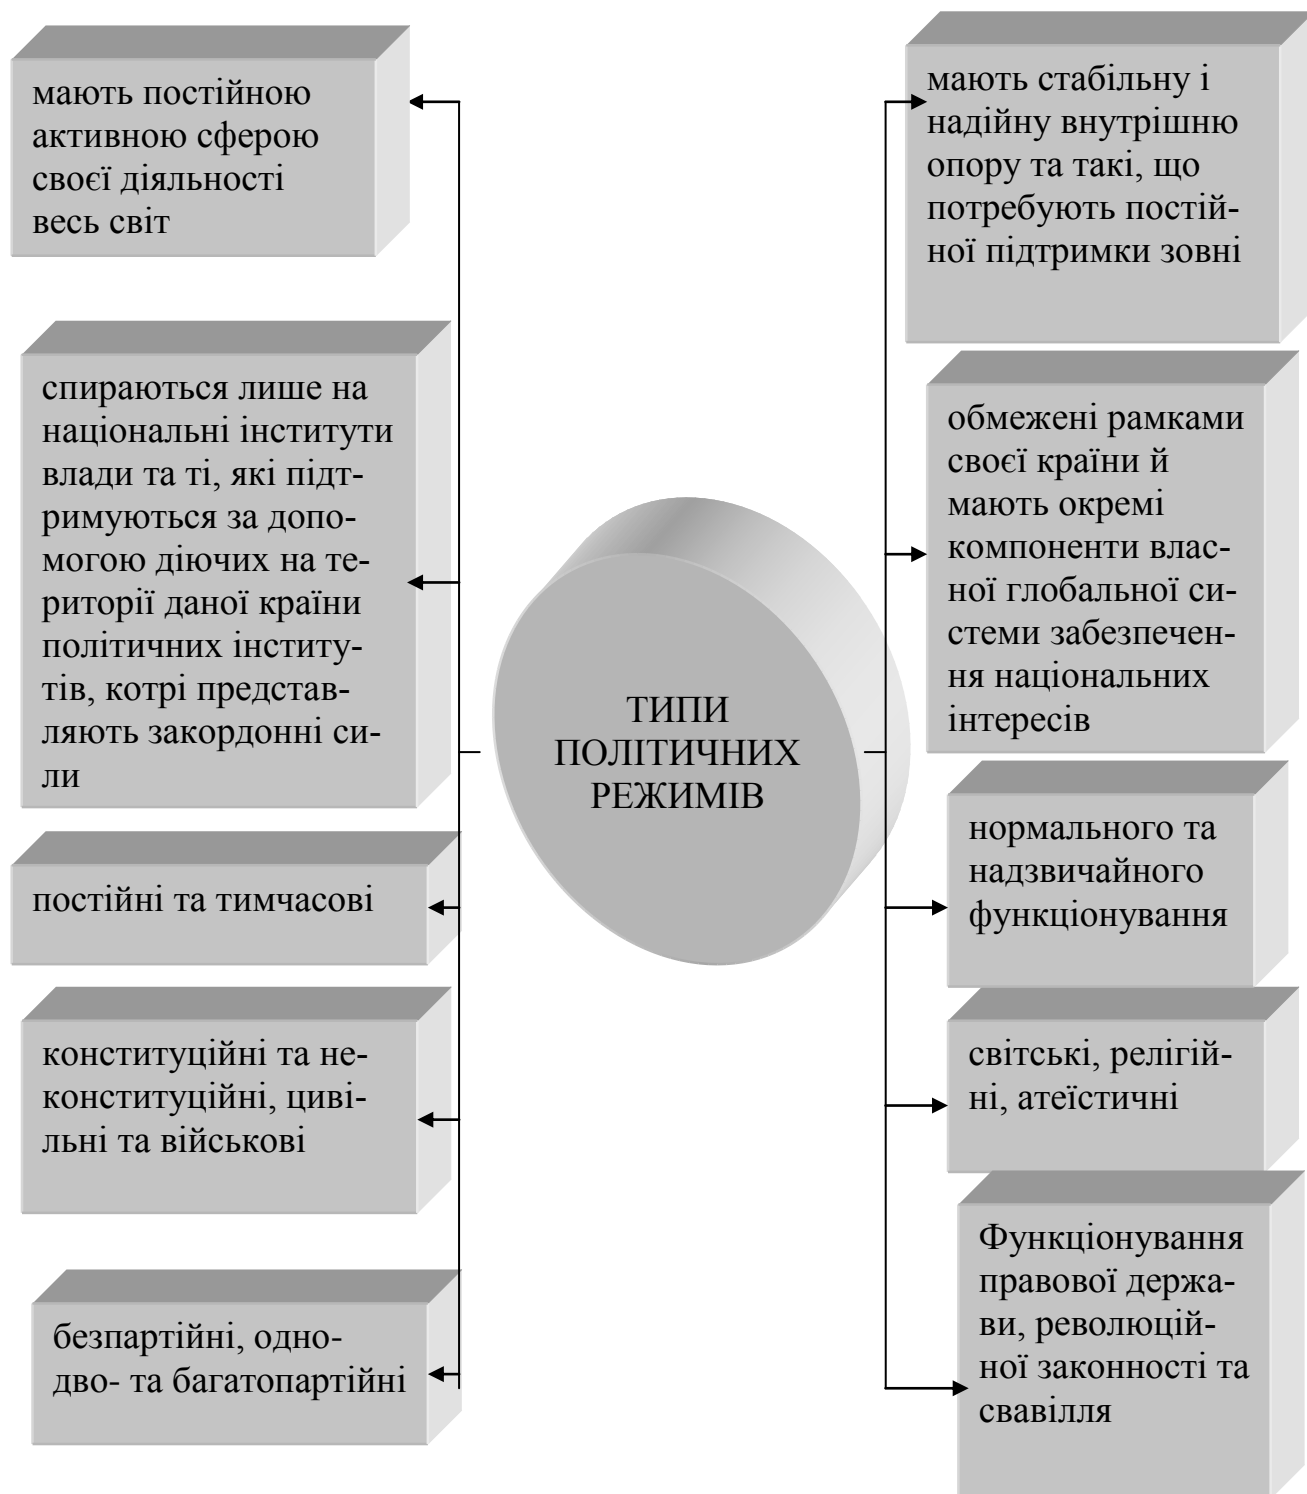 мають постійною
активною сферою
своєї діяльності
весь світ
спираються лише на
національні інститути
влади та ті, які підт-
римуються за допо-
могою діючих на те-
риторії даної країни
політичних інститу-
тів, котрі представ-
ляють закордонні си-
ли
постійні та тимчасові
конституційні та не-
конституційні, циві-
льні та військові
безпартійні, одно-
дво- та багатопартійні
ТИПИ
ПОЛІТИЧНИХ
РЕЖИМІВ
мають стабільну і
надійну внутрішню
опору та такі, що
потребують постій-
ної підтримки зовні
обмежені рамками
своєї країни й
мають окремі
компоненти влас-
ної глобальної си-
стеми забезпечен-
ня національних
інтересів
нормального та
надзвичайного
функціонування
світські, релігій-
ні, атеїстичні
Функціонування
правової держа-
ви, революцій-
ної законності та
свавілля